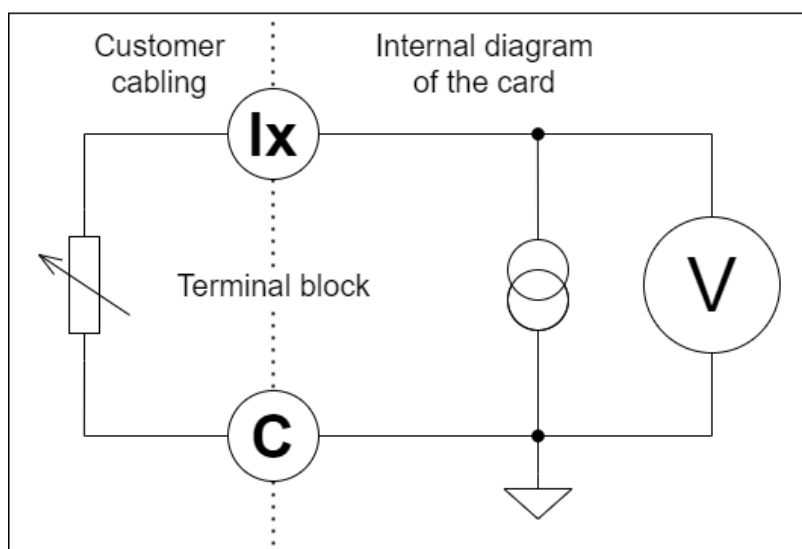 Customer
cabling
Internal diagram
of the card
Ix
Terminal block
V
C